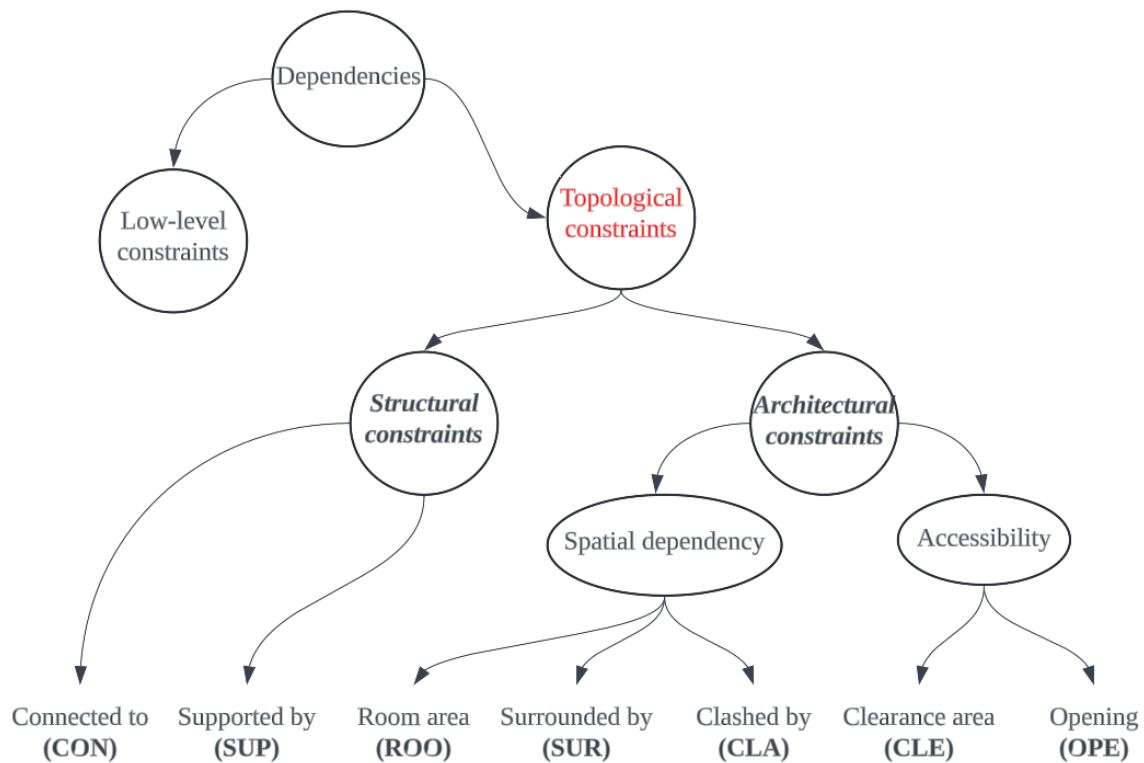 Dependencies
Low-level
constraints
Topological
constraints
Structural
constraints
Architectural
constraints
Spatial dependency
Accessibility
Connected to
(CON)
Supported by
(SUP)
Room area
(ROO)
Surrounded by
(SUR)
Clashed by
(CLA)
Clearance area
(CLE)
Opening
(OPE)